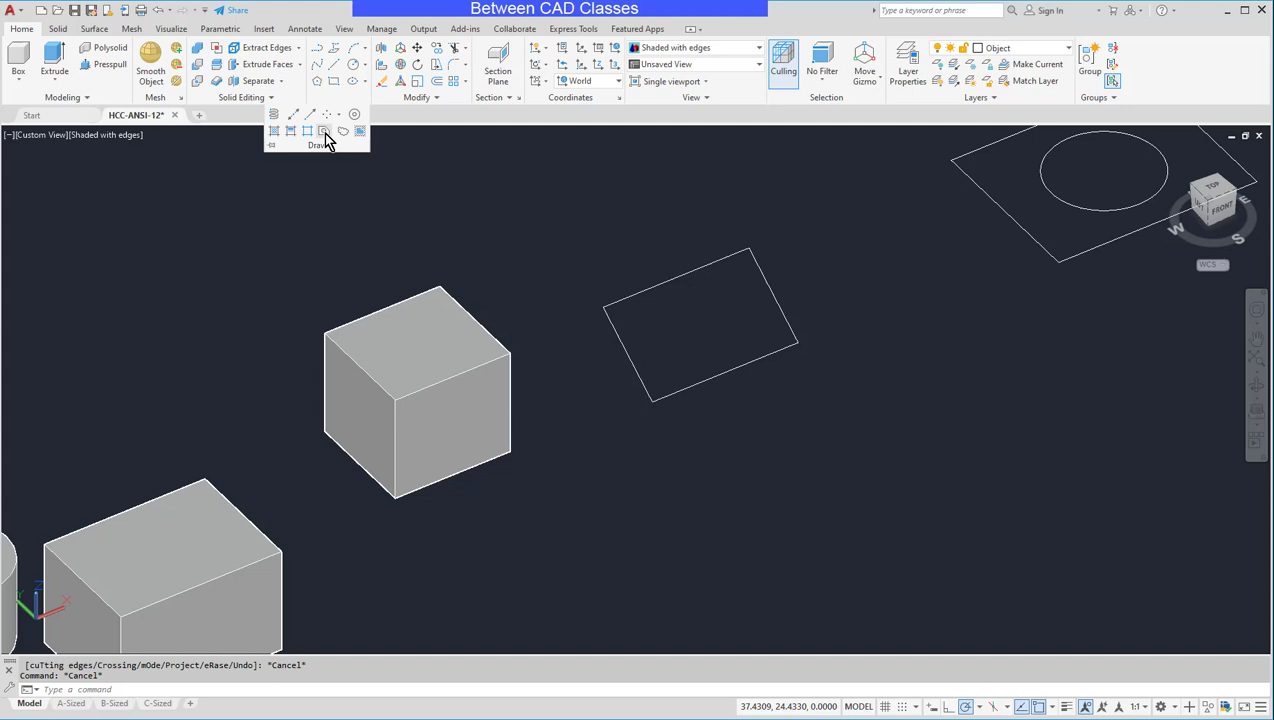 Between CAD Classes
Share
Type a keyword or phrase
Sign In
Home Solid Surface Mesh Visualize Parametric Insert Annotate View Manage Output Add-ins Collaborate Express Tools Featured Apps
Box
Extrude
Polysolid
Presspull
Modeling
Smooth
Object
Mesh
Extract Edges
Extrude Faces
Separate
Solid Editing
Modify
Section
Plane
Section
World
Coordinates
Shaded with edges
Unsaved View
Single viewport
View
Culling
No Filter
Move
Gizmo
Selection
Layer
Properties
Object
Make Current
Match Layer
Layers
Group
Groups
Start
HCC-ANSI-12*
Draw
[−][Custom View][Shaded with edges]
TOP
FRONT
W
S
E
WCS
Z
Y
X
[cuTting edges/Crossing/mOde/Project/eRase/Undo]: *Cancel*
Command: *Cancel*
Type a command
Model A-Sized B-Sized C-Sized
37.4309, 24.4330, 0.0000 MODEL 1:1